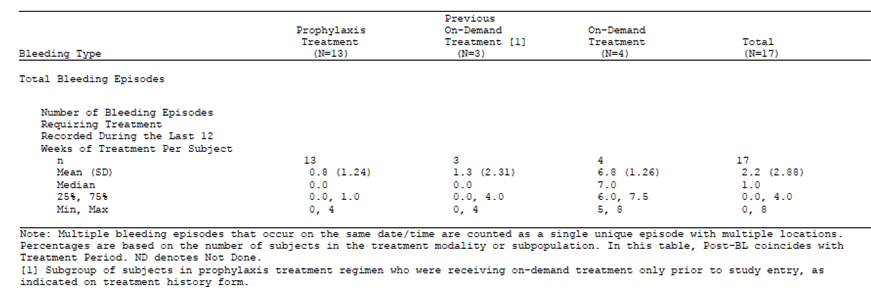 Previous
Prophylaxis On-Demand On-Demand
Treatment Treatment [1] Treatment Total
Bleeding Type (N=13) (N=3) (N=4) (N=17)
Total Bleeding Episodes
Number of Bleeding Episodes
Requiring Treatment
Recorded During the Last 12
Weeks of Treatment Per Subject
n 13 3 4 17
Mean (SD) 0.8 (1.24) 1.3 (2.31) 6.8 (1.26) 2.2 (2.88)
Median 0.0 0.0 7.0 1.0
25%, 75% 0.0, 1.0 0.0, 4.0 6.0, 7.5 0.0, 4.0
Min, Max 0, 4 0, 4 5, 8 0, 8
Note: Multiple bleeding episodes that occur on the same date/time are counted as a single unique episode with multiple locations.
Percentages are based on the number of subjects in the treatment modality or subpopulation. In this table, Post-BL coincides with
Treatment Period. ND denotes Not Done.
[1] Subgroup of subjects in prophylaxis treatment regimen who were receiving on-demand treatment only prior to study entry, as
indicated on treatment history form.